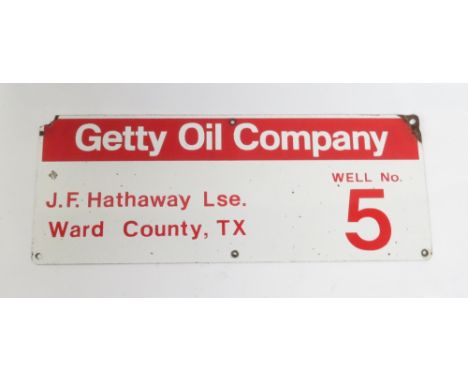 Getty Oil Company
WELL No.
J.F. Hathaway Lse.
5
Ward County, TX